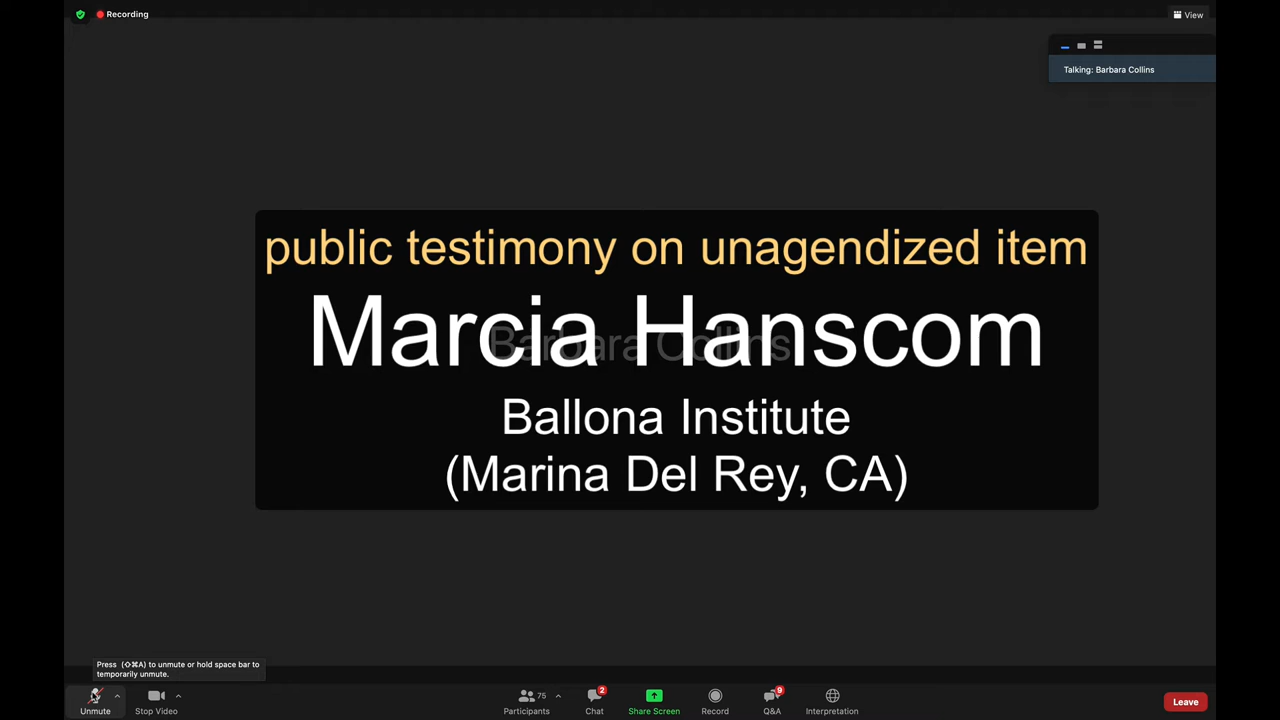 Recording
View
Talking: Barbara Collins
public testimony on unagendized item
Marcia Hanscom
Barbara Collins
Ballona Institute
(Marina Del Rey, CA)
Press (⇧⌘A) to unmute or hold space bar to
temporarily unmute.
75
2
9
Unmute
Stop Video
Participants
Chat
Share Screen
Record
Q&A
Interpretation
Leave